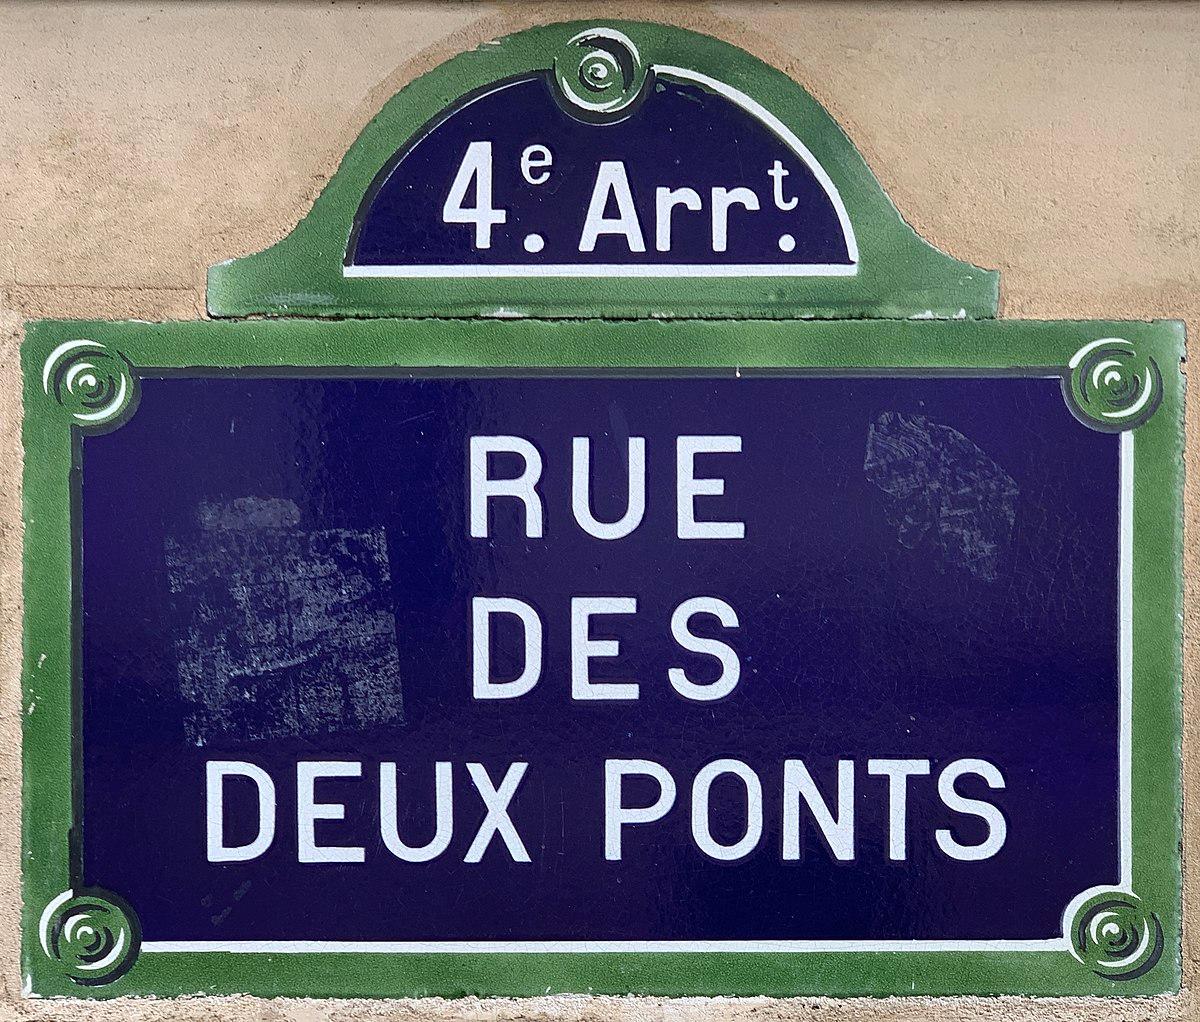 4e. Arrt.
RUE
DES
DEUX PONTS